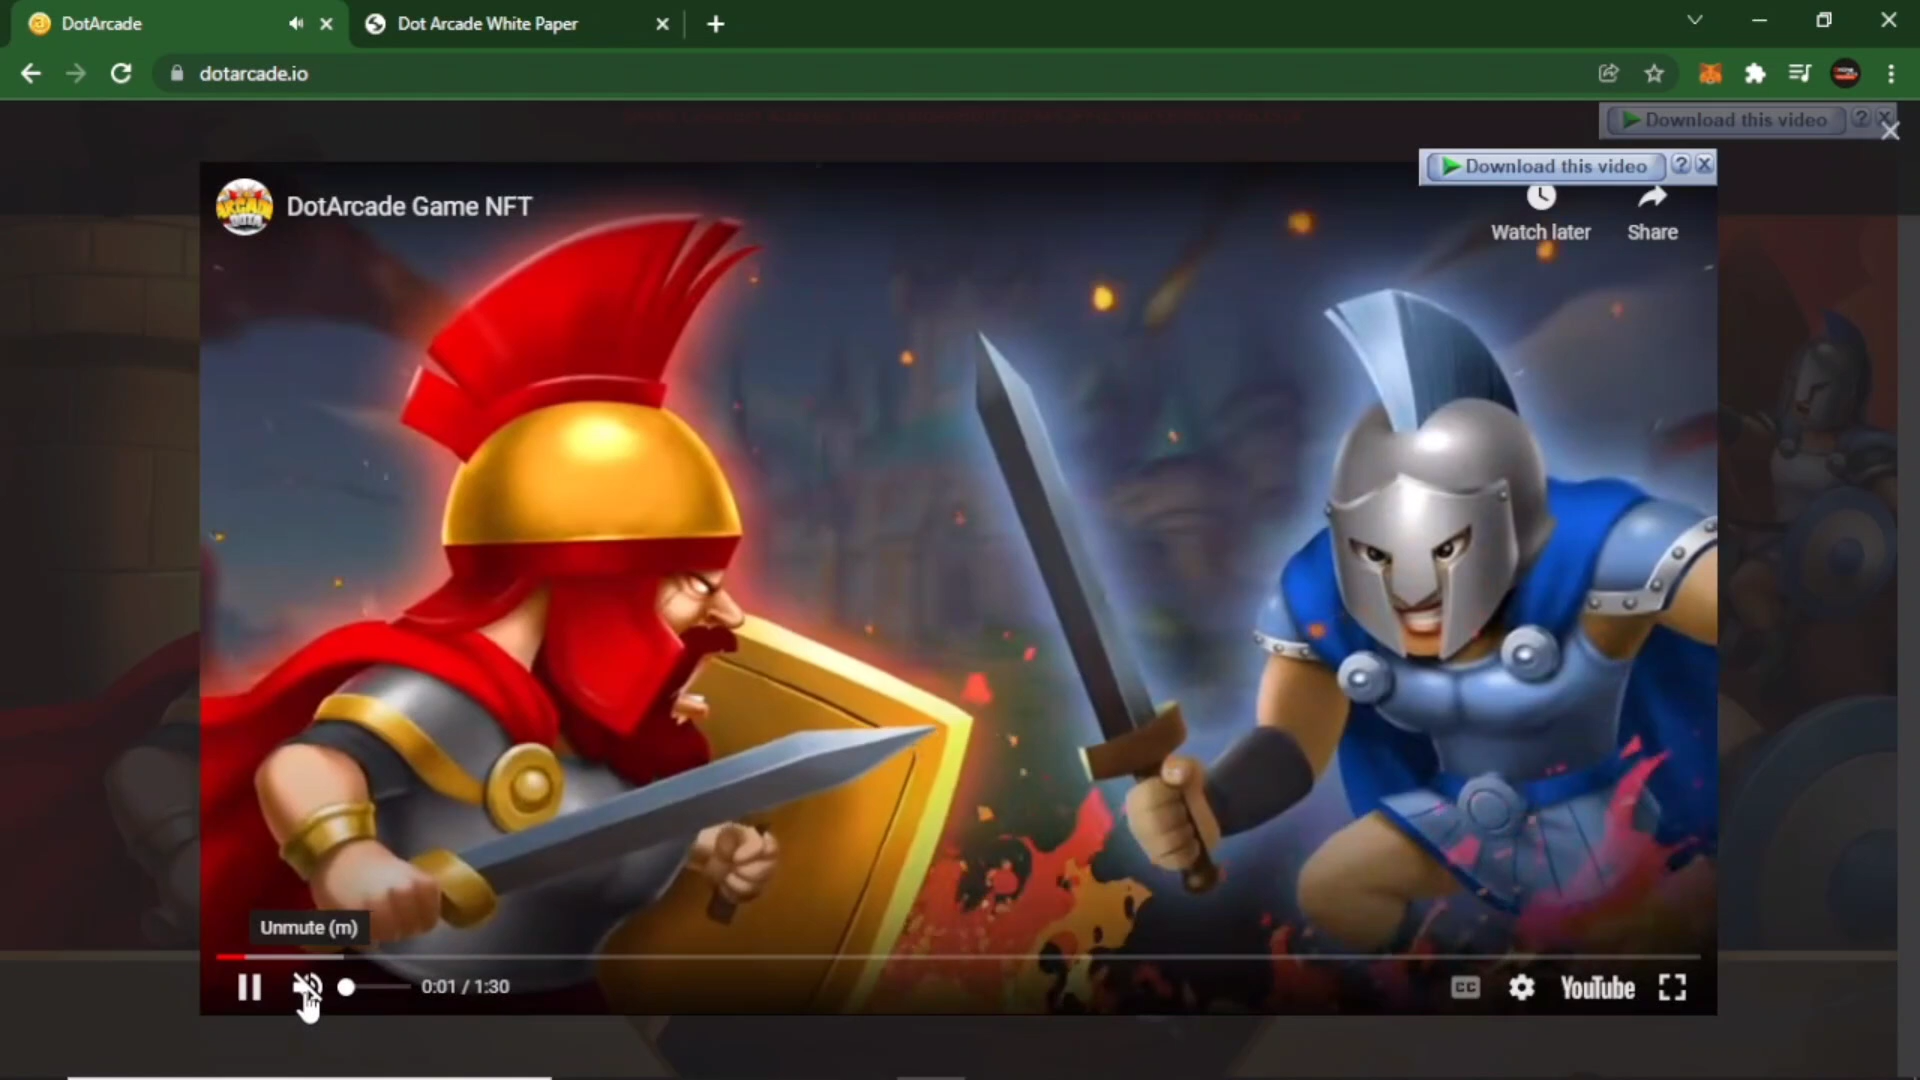 DotArcade
Dot Arcade White Paper
dotarcade.io
Download this video
Download this video
DotArcade Game NFT
Watch later
Share
Unmute (m)
0:01 / 1:30
CC
YouTube